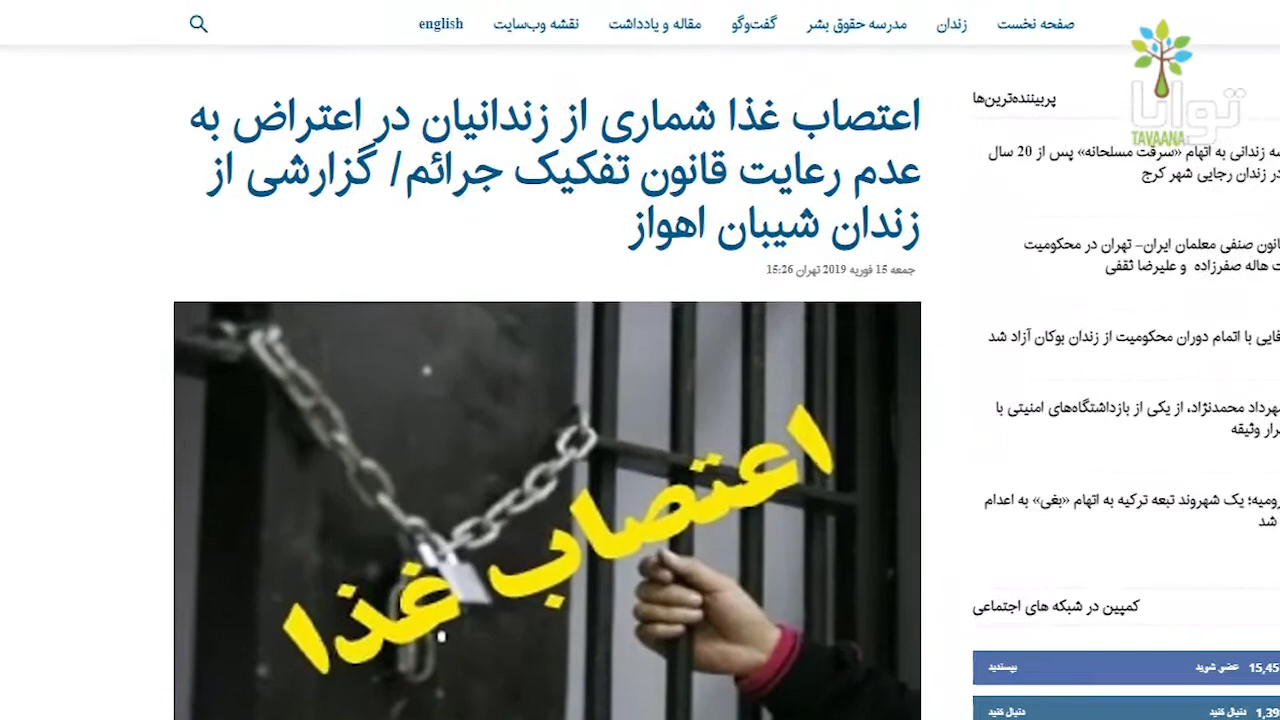 صفحه نخست زندان مدرسه حقوق بشر گفت‌وگو مقاله و یادداشت نقشه وب‌سایت english
توانا
TAVAANA
اعتصاب غذا شماری از زندانیان در اعتراض به
عدم رعایت قانون تفکیک جرائم/ گزارشی از
زندان شیبان اهواز
جمعه 15 فوریه 2019 تهران 15:26
اعتصاب غذا
پربیننده‌ترین‌ها
زندانی به اتهام «سرقت مسلحانه» پس از 20 سال
در زندان رجایی شهر کرج
صنفی معلمان ایران– تهران در محکومیت
هاله صفرزاده و علیرضا ثقفی
با اتمام دوران محکومیت از زندان بوکان آزاد شد
محمدنژاد، از یکی از بازداشتگاه‌های امنیتی با
وثیقه
یک شهروند تبعه ترکیه به اتهام «بغی» به اعدام
شد
کمپین در شبکه های اجتماعی
15,45 عضو شوید بپسندید
1,39 دنبال کنید دنبال کنید